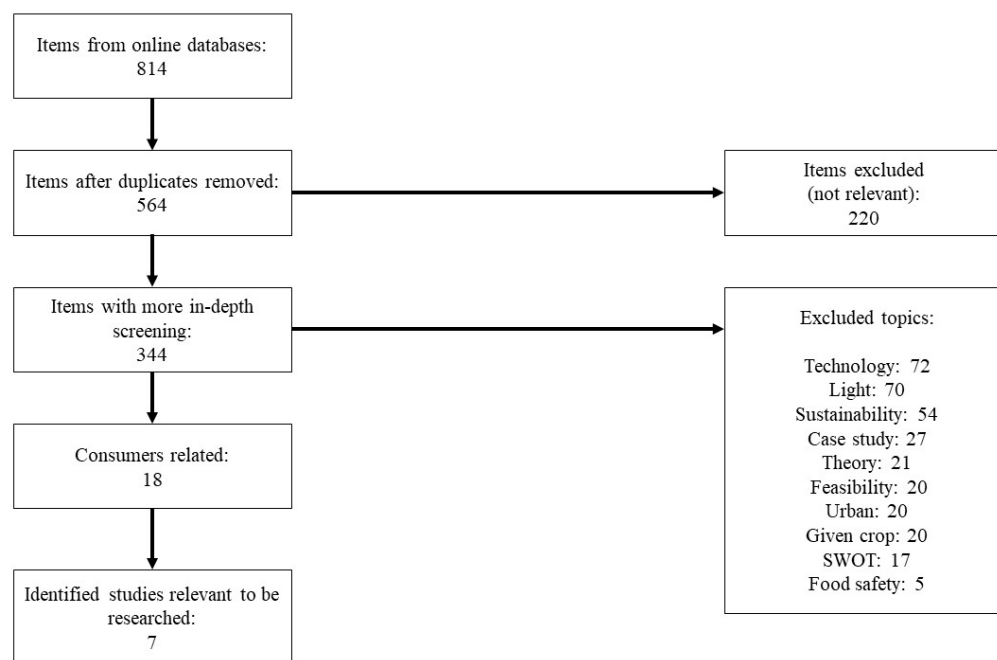 Items from online databases:
814
Items after duplicates removed:
564
Items excluded
(not relevant):
220
Items with more in-depth
screening:
344
Excluded topics:
Technology: 72
Light: 70
Sustainability: 54
Case study: 27
Theory: 21
Feasibility: 20
Urban: 20
Given crop: 20
SWOT: 17
Food safety: 5
Consumers related:
18
Identified studies relevant to be
researched:
7